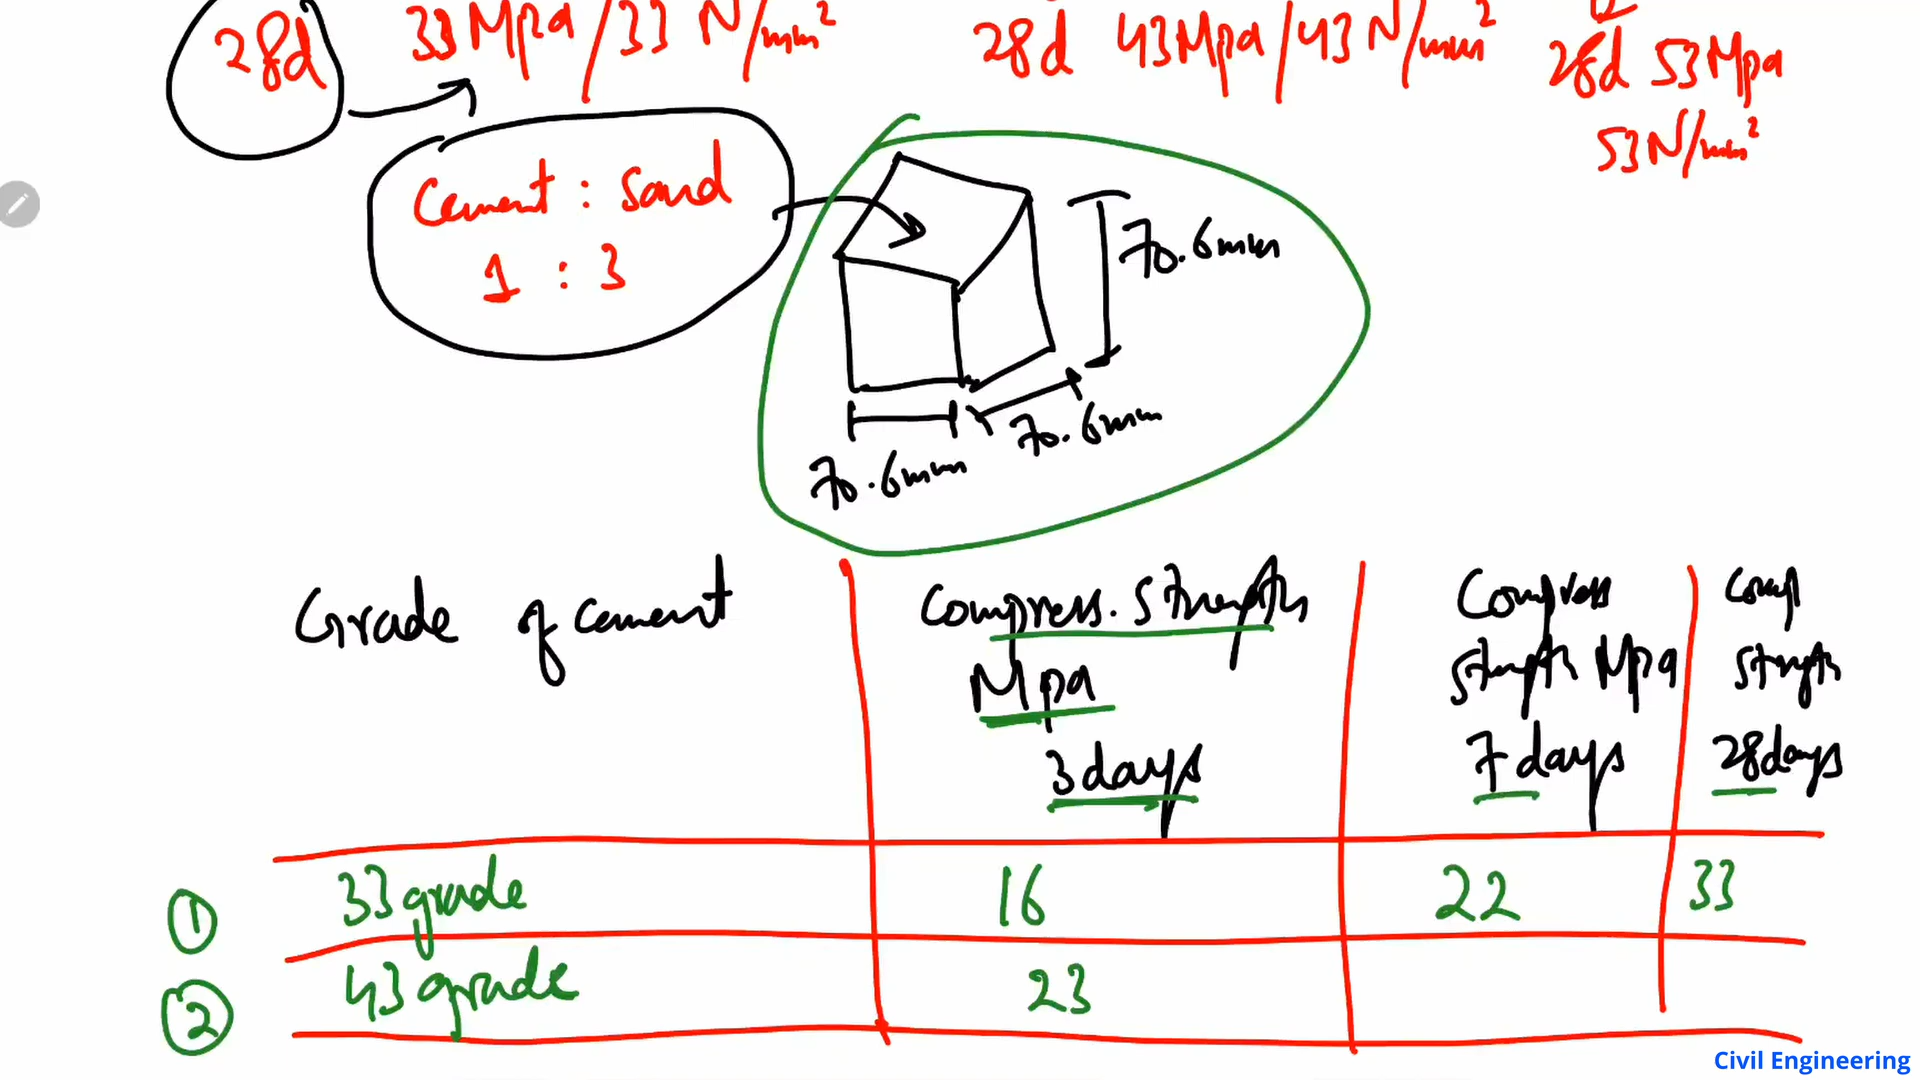 28d 33 Mpa / 33 N/mm² 28d 43 Mpa / 43 N/mm² 28d 53 Mpa
53 N/mm²
Cement : Sand
1 : 3
70.6mm
70.6mm
70.6mm
Grade of cement
Compress. Strength
Mpa
3 days
Compress
strength Mpa
7 days
Comp
strength
28 days
① 33 grade 16 22 33
② 43 grade 23
Civil Engineering